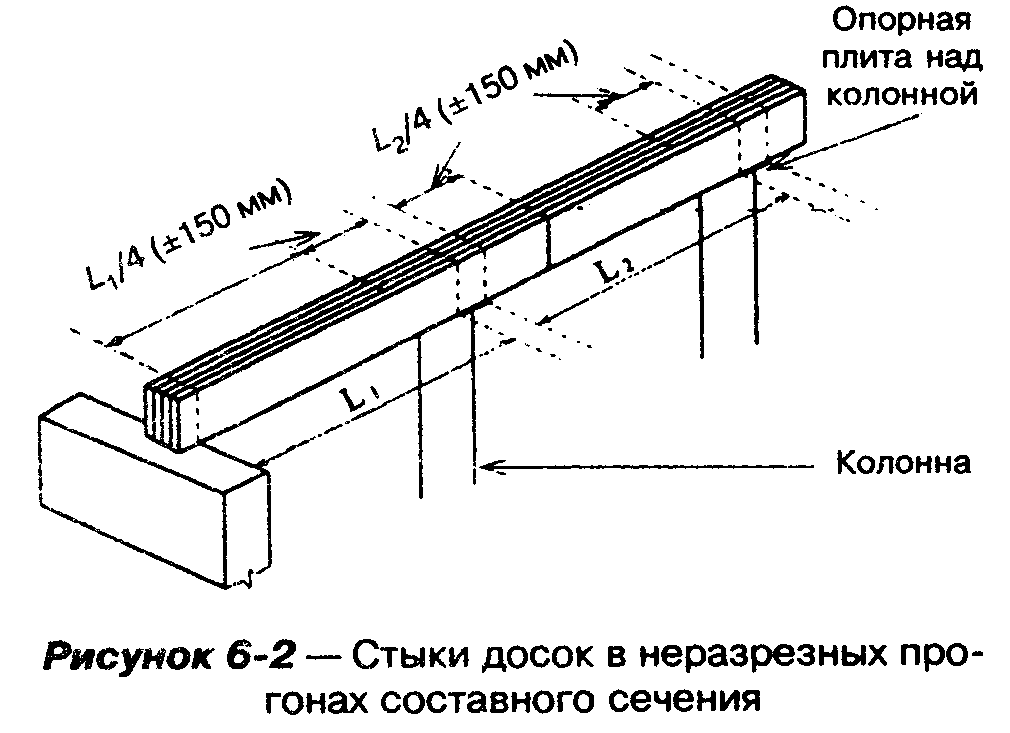 Опорная
плита над
колонной
L₂/4 (±150 мм)
L₁/4 (±150 мм)
L₂
L₁
Колонна
Рисунок 6-2 — Стыки досок в неразрезных про-
гонах составного сечения